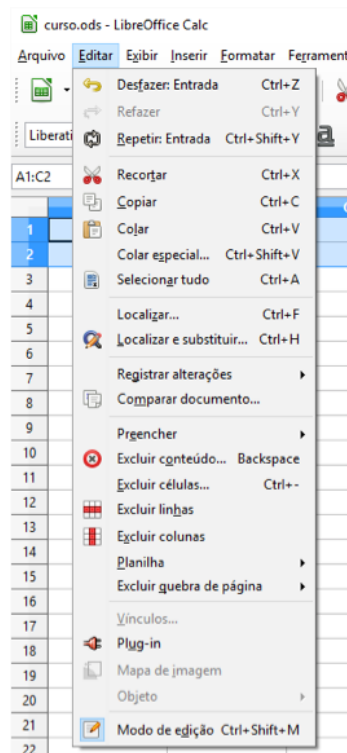 curso.ods - LibreOffice Calc
Arquivo Editar Exibir Inserir Formatar Ferrament
Desfazer: Entrada Ctrl+Z
Refazer Ctrl+Y
Liberati
Repetir: Entrada Ctrl+Shift+Y
a
A1:C2
Recortar Ctrl+X
Copiar Ctrl+C
1
Colar Ctrl+V
2
Colar especial... Ctrl+Shift+V
3
Selecionar tudo Ctrl+A
4
Localizar... Ctrl+F
5
Localizar e substituir... Ctrl+H
6
7
Registrar alterações
8
Comparar documento...
9
Preencher
10
Excluir conteúdo... Backspace
11
Excluir células... Ctrl+-
12
Excluir linhas
13
Excluir colunas
14
Planilha
15
Excluir quebra de página
16
17
Vínculos...
18
Plug-in
19
Mapa de imagem
20
Objeto
21
Modo de edição Ctrl+Shift+M
22